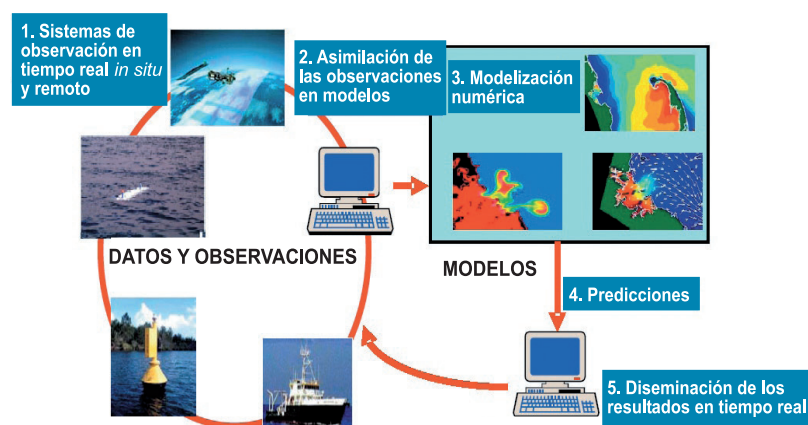 1. Sistemas de
observación en
tiempo real in situ
y remoto
2. Asimilación de
las observaciones
en modelos
3. Modelización
numérica
DATOS Y OBSERVACIONES
MODELOS
4. Predicciones
5. Diseminación de los
resultados en tiempo real